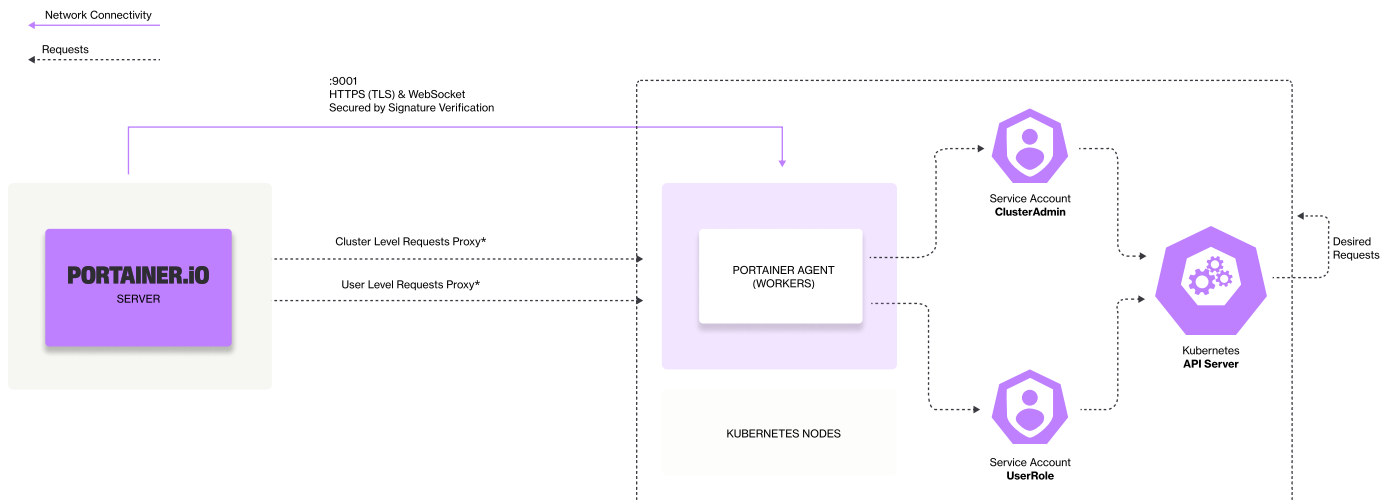 Network Connectivity
Requests
:9001
HTTPS (TLS) & WebSocket
Secured by Signature Verification
PORTAINER.iO
SERVER
Cluster Level Requests Proxy*
User Level Requests Proxy*
PORTAINER AGENT
(WORKERS)
KUBERNETES NODES
Service Account
ClusterAdmin
Service Account
UserRole
Kubernetes
API Server
Desired
Requests